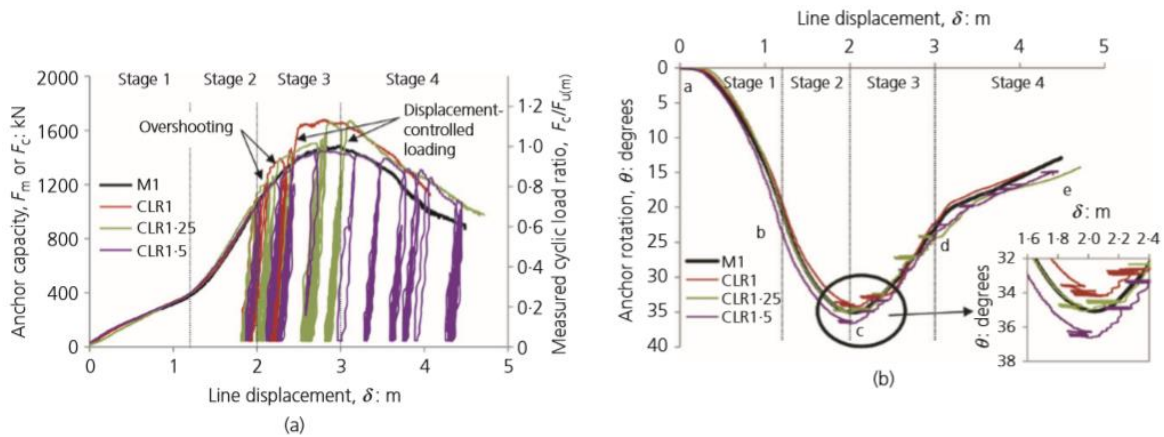 Stage 1 Stage 2 Stage 3 Stage 4
Overshooting
Displacement-
controlled
loading
M1
CLR1
CLR1·25
CLR1·5
Anchor capacity, Fm or Fc: kN
2000
1600
1200
800
400
0
Measured cyclic load ratio, Fc/Fu(m)
1·2
1·0
0·8
0·6
0·4
0·2
0
0 1 2 3 4 5
Line displacement, δ: m
(a)
Line displacement, δ: m
0 1 2 3 4 5
Stage 1 Stage 2 Stage 3 Stage 4
Anchor rotation, θ: degrees
0
5
10
15
20
25
30
35
40
a
b
c
d
e
M1
CLR1
CLR1·25
CLR1·5
δ: m
1·6 1·8 2·0 2·2 2·4
θ: degrees
32
34
36
38
(b)